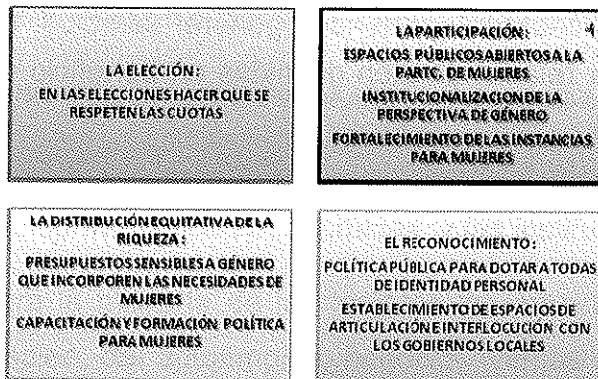 LA ELECCIÓN:
EN LAS ELECCIONES HACER QUE SE
RESPETEN LAS CUOTAS
LA PARTICIPACIÓN:
ESPACIOS PÚBLICOS ABIERTOS A LA
PARTC. DE MUJERES
INSTITUCIONALIZACION DE LA
PERSPECTIVA DE GÉNERO
FORTALECIMIENTO DE LAS INSTANCIAS
PARA MUJERES
LA DISTRIBUCIÓN EQUITATIVA DE LA
RIQUEZA:
PRESUPUESTOS SENSIBLES A GÉNERO
QUE INCORPOREN LAS NECESIDADES DE
MUJERES
CAPACITACIÓN Y FORMACIÓN POLÍTICA
PARA MUJERES
EL RECONOCIMIENTO:
POLÍTICA PÚBLICA PARA DOTAR A TODAS
DE IDENTIDAD PERSONAL
ESTABLECIMIENTO DE ESPACIOS DE
ARTICULACIÓN E INTERLOCUCIÓN CON
LOS GOBIERNOS LOCALES